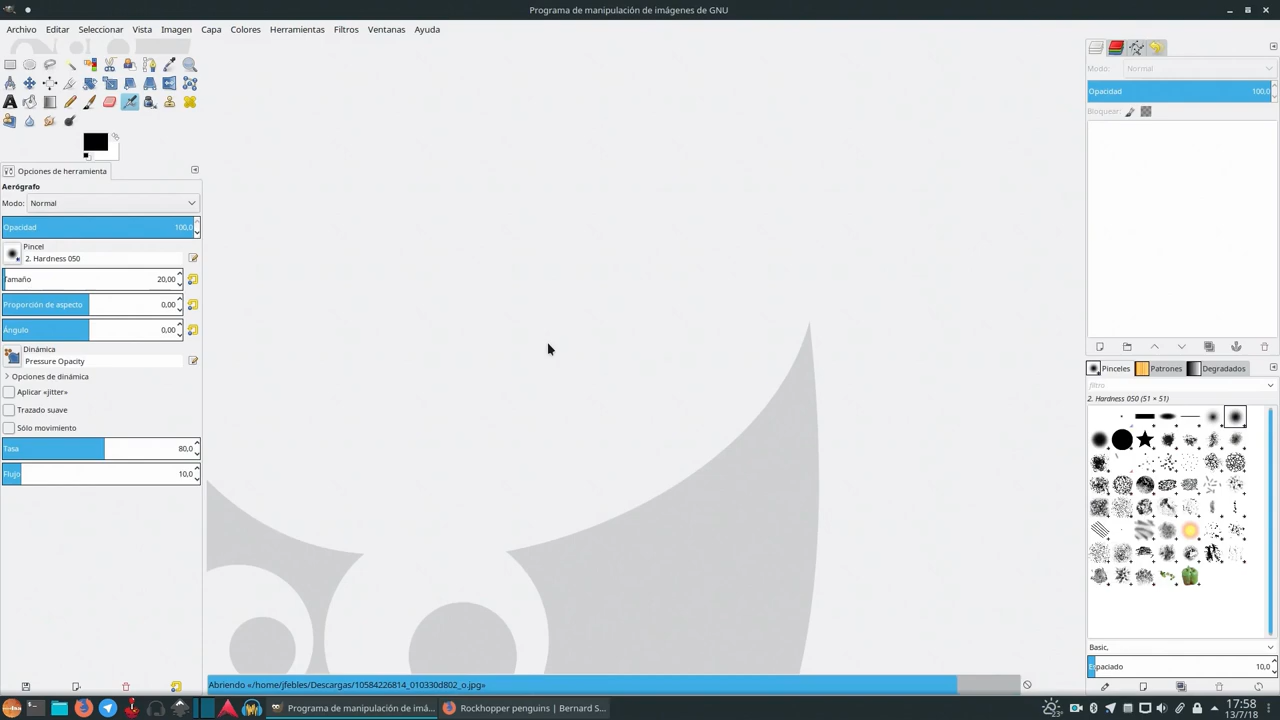 Programa de manipulación de imágenes de GNU
Archivo Editar Seleccionar Vista Imagen Filtros Capa Colores Herramientas Filtros Ventanas Ayuda
Opciones de herramienta
Aerógrafo
Modo: Normal
Opacidad 100,0
Pincel
2. Hardness 050
Tamaño 20,00
Proporción de aspecto 0,00
Ángulo 0,00
Dinámica
Pressure Opacity
Opciones de dinámica
Aplicar «jitter»
Trazado suave
Sólo movimiento
Tasa 80,0
Flujo 10,0
Modo: Normal
Opacidad 100,0
Bloquear:
Pinceles Patrones Degradados
filtro
2. Hardness 050 (51 × 51)
Basic,
Espaciado 10,0
Abriendo «/home/jfebles/Descargas/10584226814_010330d802_o.jpg»
Programa de manipulación de imá...
Rockhopper penguins | Bernard S...
23°
17:58
13/7/18